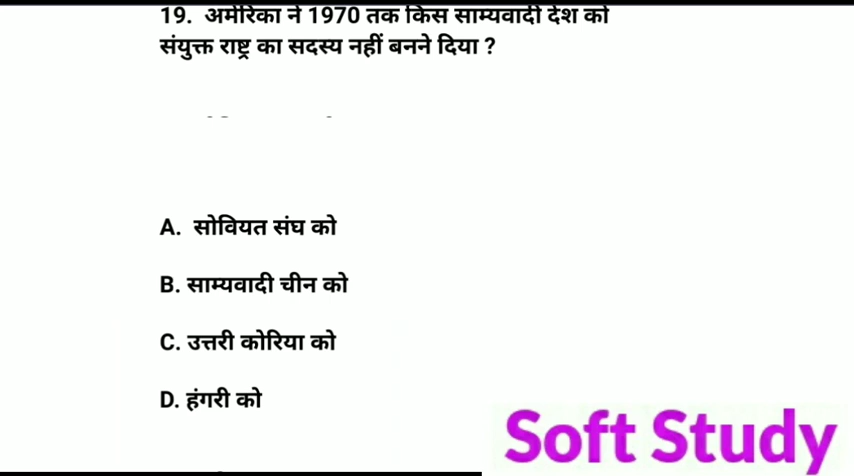 19. अमेरिका ने 1970 तक किस साम्यवादी देश को
संयुक्त राष्ट्र का सदस्य नहीं बनने दिया ?
A. सोवियत संघ को
B. साम्यवादी चीन को
C. उत्तरी कोरिया को
D. हंगरी को
Soft Study